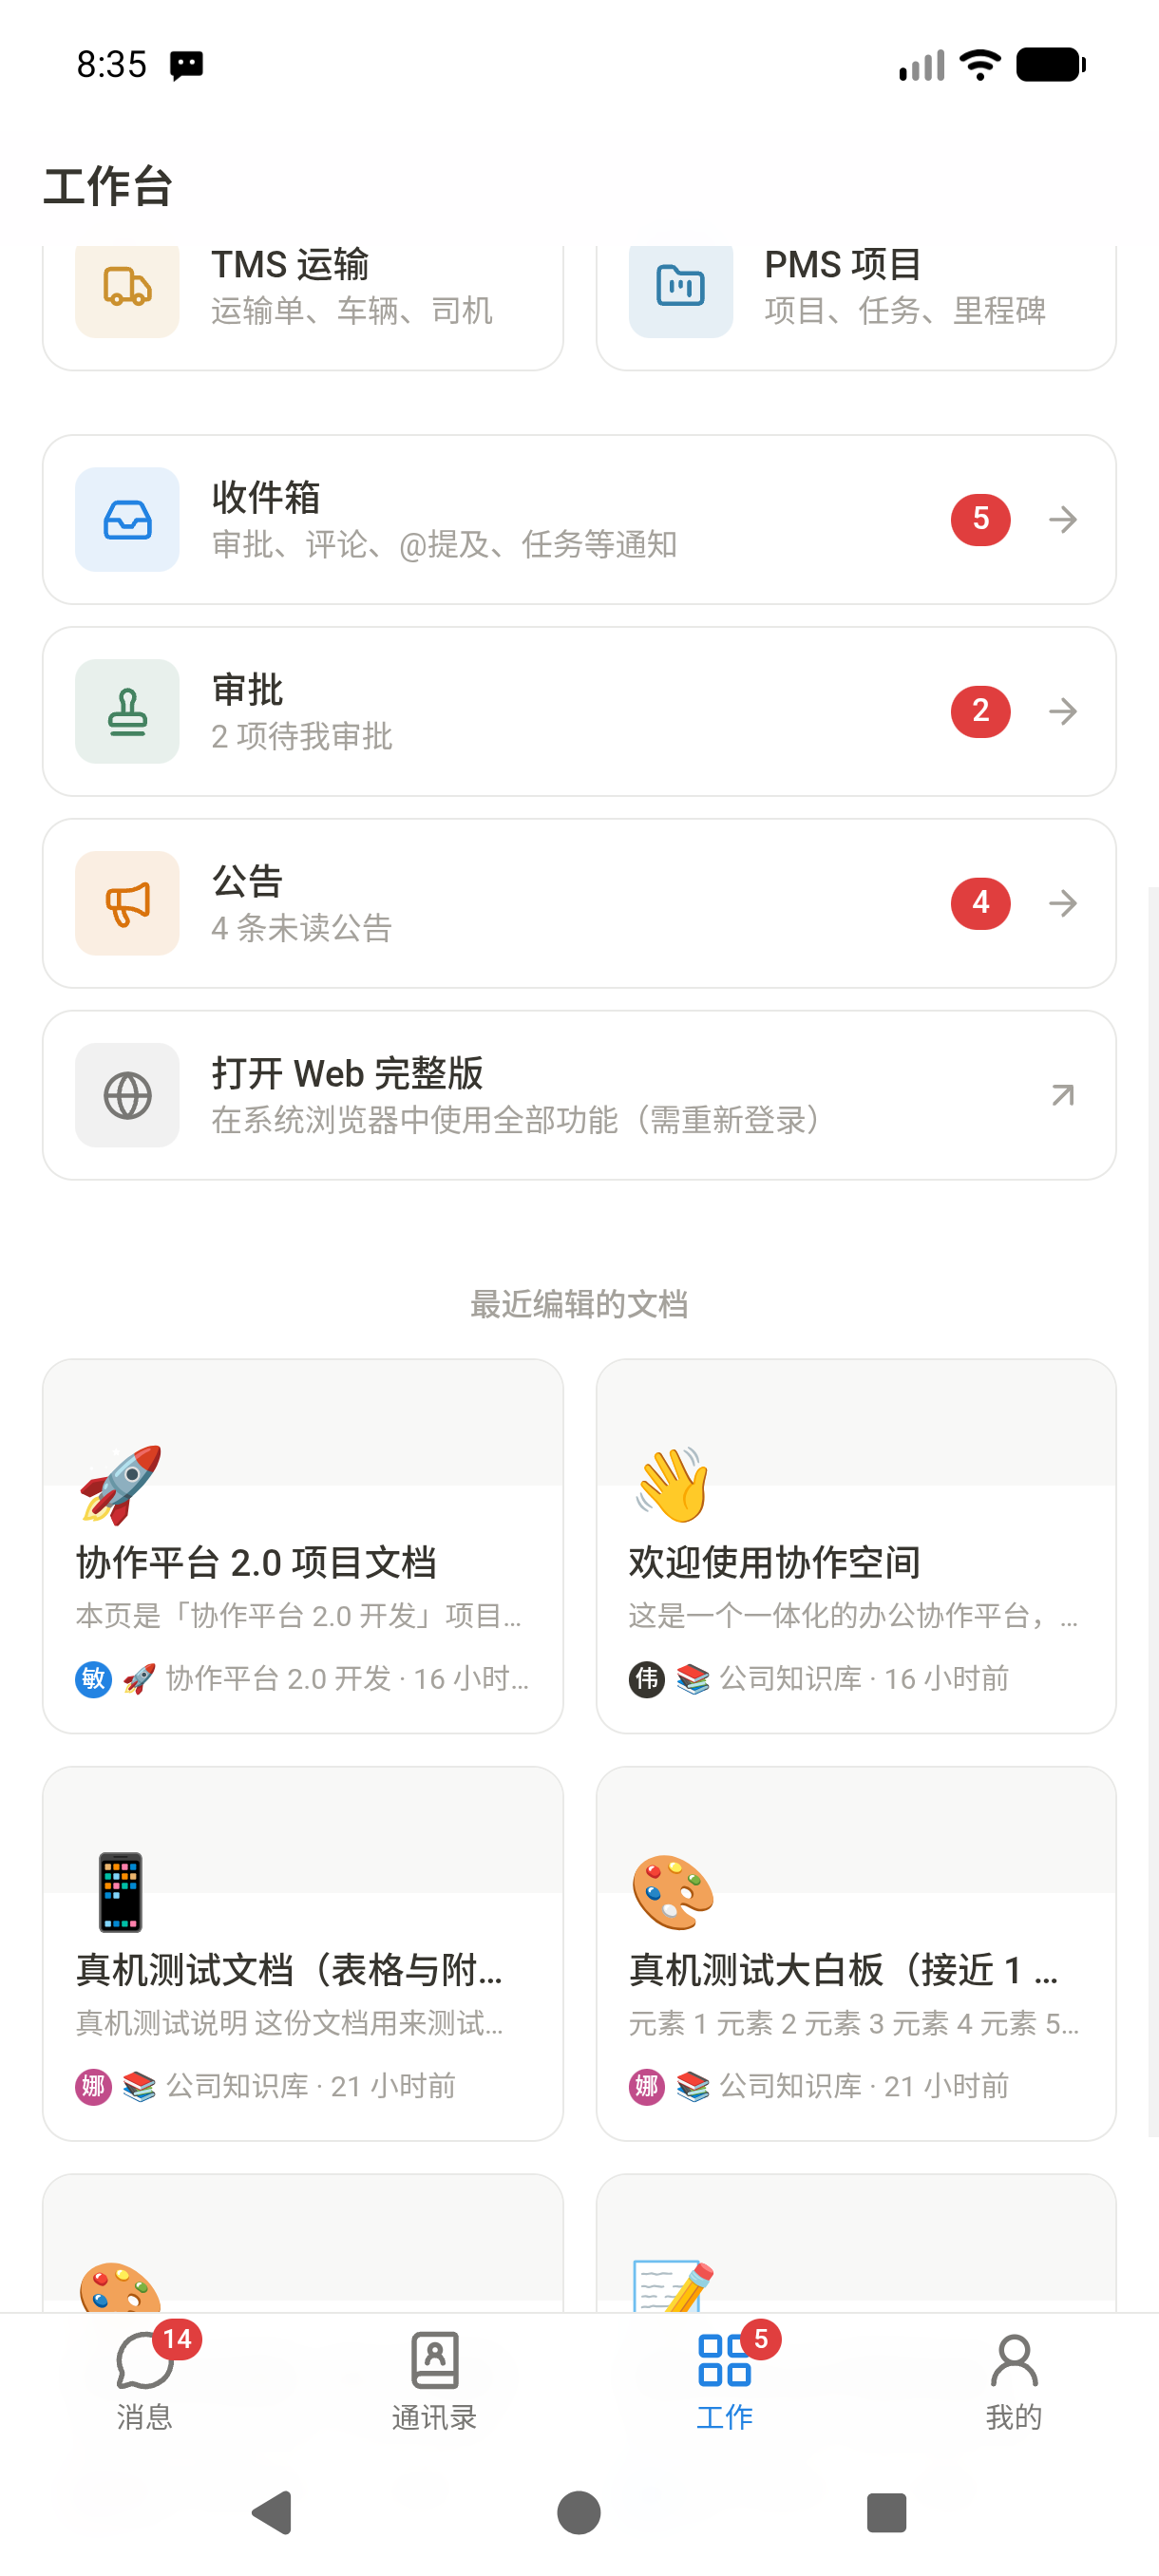 8:35
工作台
TMS 运输
运输单、车辆、司机
PMS 项目
项目、任务、里程碑
收件箱
审批、评论、@提及、任务等通知
5
审批
2 项待我审批
2
公告
4 条未读公告
4
打开 Web 完整版
在系统浏览器中使用全部功能（需重新登录）
最近编辑的文档
协作平台 2.0 项目文档
本页是「协作平台 2.0 开发」项目...
敏 协作平台 2.0 开发 · 16 小时...
欢迎使用协作空间
这是一个一体化的办公协作平台，...
伟 公司知识库 · 16 小时前
真机测试文档（表格与附...
真机测试说明 这份文档用来测试...
娜 公司知识库 · 21 小时前
真机测试大白板（接近 1 ...
元素 1 元素 2 元素 3 元素 4 元素 5...
娜 公司知识库 · 21 小时前
14
消息
通讯录
5
工作
我的